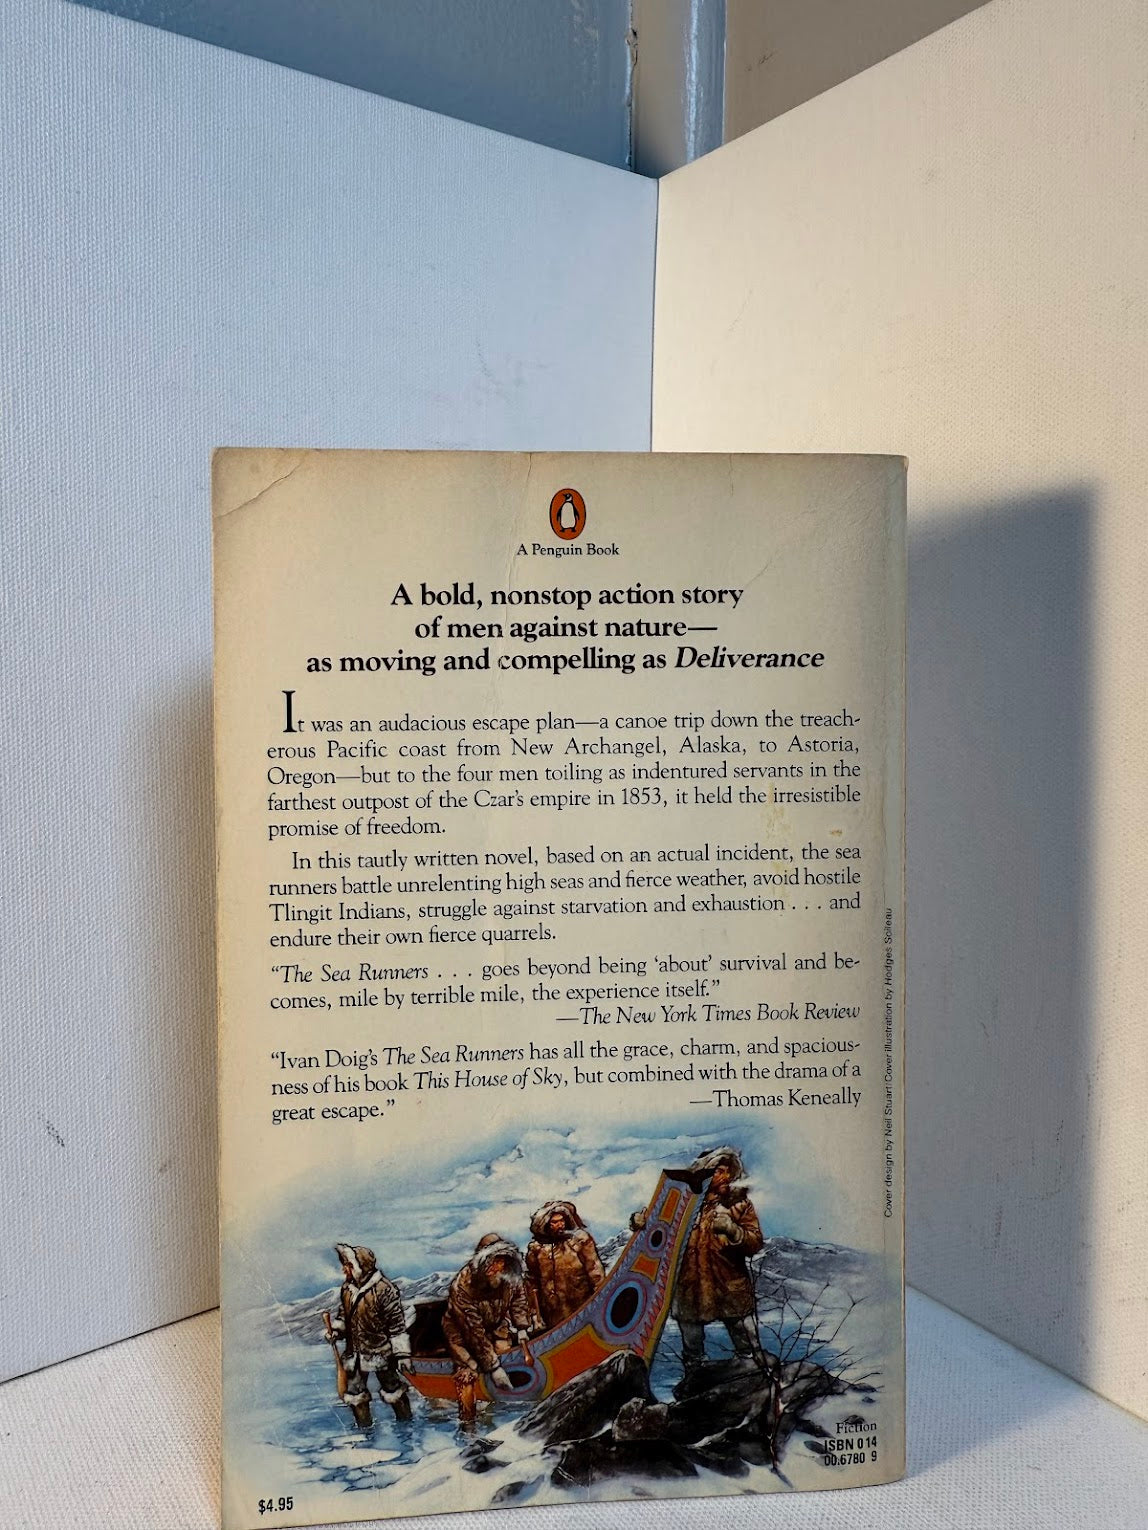 A Penguin Book
A bold, nonstop action story
of men against nature—
as moving and compelling as Deliverance
It was an audacious escape plan—a canoe trip down the treach-
erous Pacific coast from New Archangel, Alaska, to Astoria,
Oregon—but to the four men toiling as indentured servants in the
farthest outpost of the Czar's empire in 1853, it held the irresistible
promise of freedom.
In this tautly written novel, based on an actual incident, the sea
runners battle unrelenting high seas and fierce weather, avoid hostile
Tlingit Indians, struggle against starvation and exhaustion . . . and
endure their own fierce quarrels.
"The Sea Runners . . . goes beyond being 'about' survival and be-
comes, mile by terrible mile, the experience itself."
—The New York Times Book Review
"Ivan Doig's The Sea Runners has all the grace, charm, and spacious-
ness of his book This House of Sky, but combined with the drama of a
great escape."
—Thomas Keneally
Cover design by Neil Stuart/Cover illustration by Hodges Soileau
Fiction
ISBN 0 14
00.6780 9
$4.95